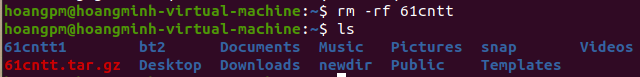 hoangpm@hoangminh-virtual-machine:~$ rm -rf 61cntt
hoangpm@hoangminh-virtual-machine:~$ ls
61cntt1 bt2 Documents Music Pictures snap Videos
61cntt.tar.gz Desktop Downloads newdir Public Templates